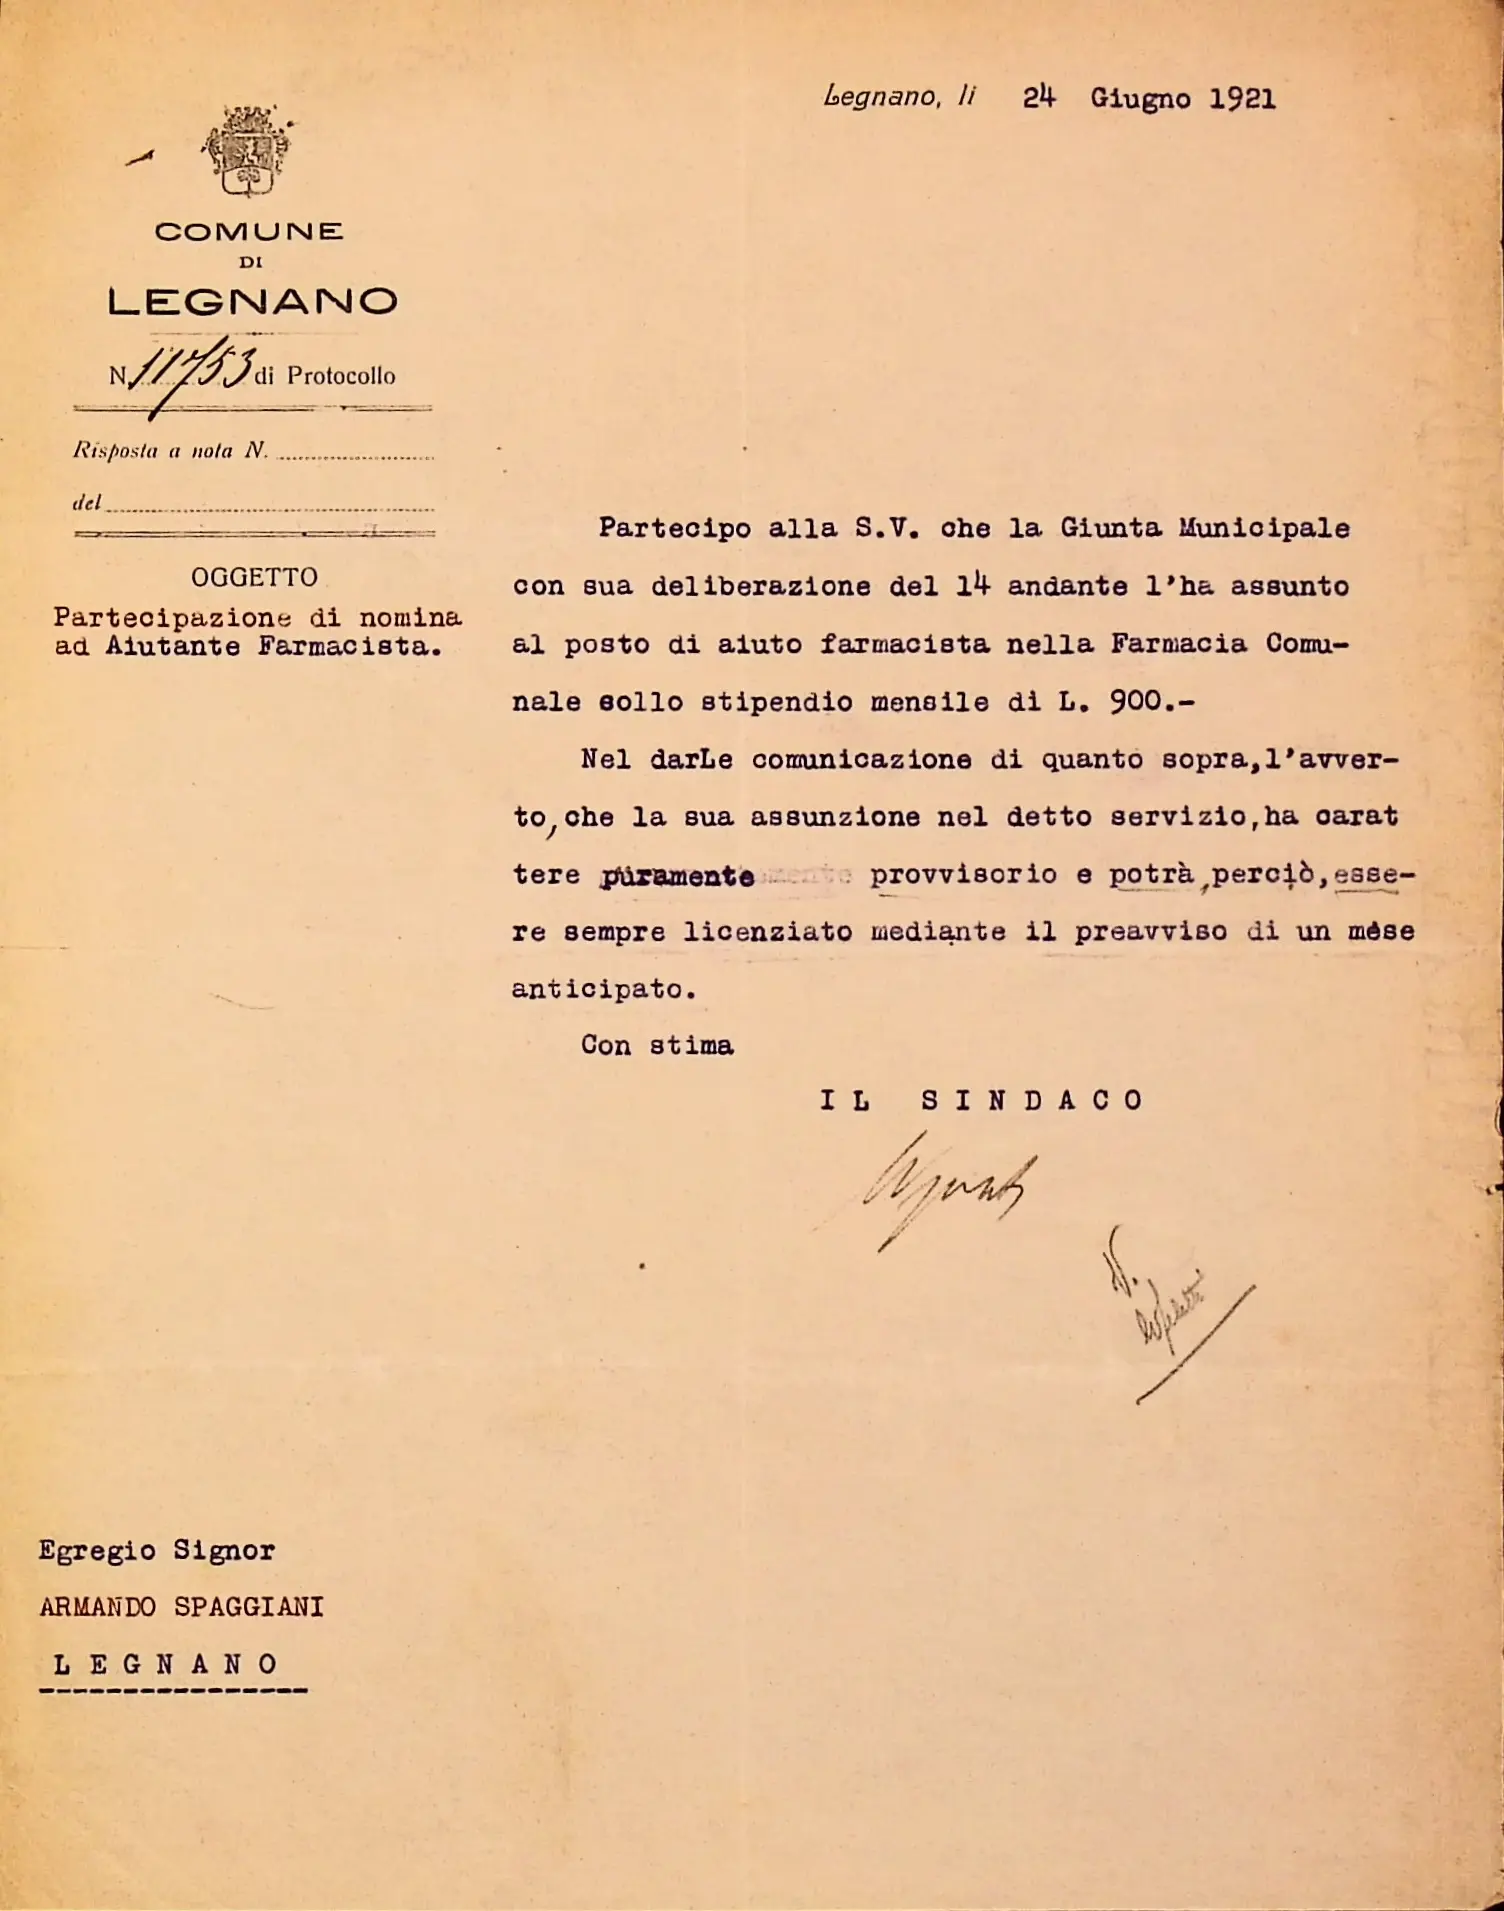 Legnano, li 24 Giugno 1921
COMUNE
DI
LEGNANO
N. 11753 di Protocollo
Risposta a nota N.
del
OGGETTO
Partecipazione di nomina
ad Aiutante Farmacista.
Partecipo alla S.V. che la Giunta Municipale
con sua deliberazione del 14 andante l'ha assunto
al posto di aiuto farmacista nella Farmacia Comu-
nale sollo stipendio mensile di L. 900.-
Nel darLe comunicazione di quanto sopra,l'avver-
to,che la sua assunzione nel detto servizio,ha carat
tere puramente provvisorio e potrà,perciò,esse-
re sempre licenziato mediante il preavviso di un mese
anticipato.
Con stima
IL SINDACO
Egregio Signor
ARMANDO SPAGGIANI
LEGNANO